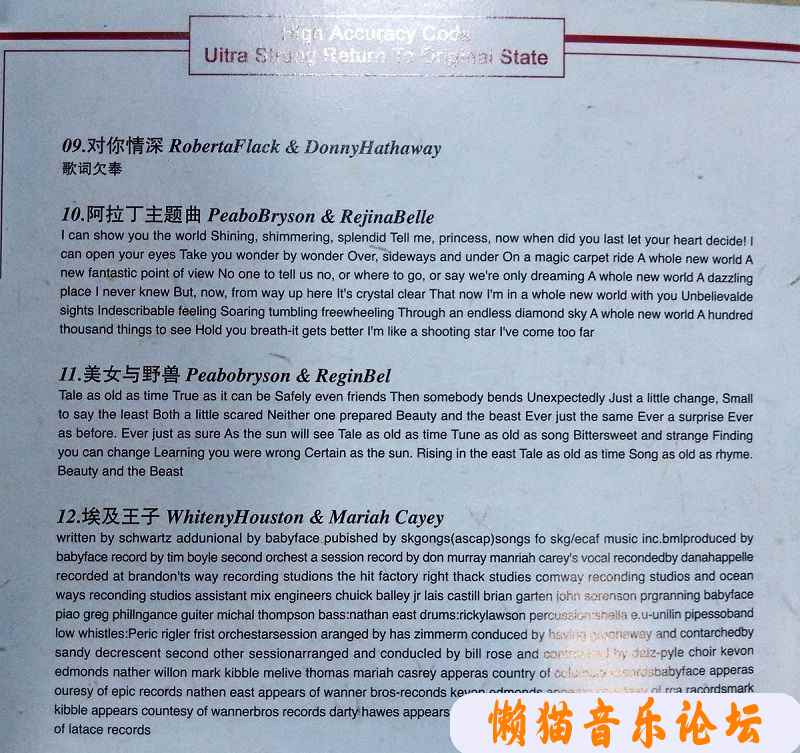 High Accuracy Code
Uitra Strong Return To Original State
09.对你情深 RobertaFlack & DonnyHathaway
歌词欠奉
10.阿拉丁主题曲 PeaboBryson & RejinaBelle
I can show you the world Shining, shimmering, splendid Tell me, princess, now when did you last let your heart decide! I
can open your eyes Take you wonder by wonder Over, sideways and under On a magic carpet ride A whole new world A
new fantastic point of view No one to tell us no, or where to go, or say we're only dreaming A whole new world A dazzling
place I never knew But, now, from way up here It's crystal clear That now I'm in a whole new world with you Unbelievalde
sights Indescribable feeling Soaring tumbling freewheeling Through an endless diamond sky A whole new world A hundred
thousand things to see Hold you breath-it gets better I'm like a shooting star I've come too far
11.美女与野兽 Peabobryson & ReginBel
Tale as old as time True as it can be Safely even friends Then somebody bends Unexpectedly Just a little change, Small
to say the least Both a little scared Neither one prepared Beauty and the beast Ever just the same Ever a surprise Ever
as before. Ever just as sure As the sun will see Tale as old as time Tune as old as song Bittersweet and strange Finding
you can change Learning you were wrong Certain as the sun. Rising in the east Tale as old as time Song as old as rhyme.
Beauty and the Beast
12.埃及王子 WhitenyHouston & Mariah Cayey
written by schwartz addunional by babyface pubished by skgongs(ascap)songs fo skg/ecaf music inc.bmlproduced by
babyface record by tim boyle second orchest a session record by don murray manriah carey's vocal recondedby danahappelle
recorded at brandon'ts way recording studions the hit factory right thack studies comway reconding studios and ocean
ways reconding studios assistant mix engineers chuick balley jr lais castill brian garten john sorenson prgranning babyface
piao greg phillngance guiter michal thompson bass:nathan east drums:rickylawson percussion:sheila e.u-unilin pipessoband
low whistles:Peric rigler frist orchestarsession aranged by has zimmerm conduced by having greenaway and contarchedby
sandy decrescent second other sessionarranged and conducled by bill rose and by deiz-pyle choir kevon
edmonds nather willon mark kibble melive thomas mariah casrey apperas country of recordsbabyface apperas
ouresy of epic records nathen east appears of wanner bros-reconds kevon edmonds of rca racordsmark
kibble appears countesy of wannerbros records darty hawes appears
of latace records
懒猫音乐论坛